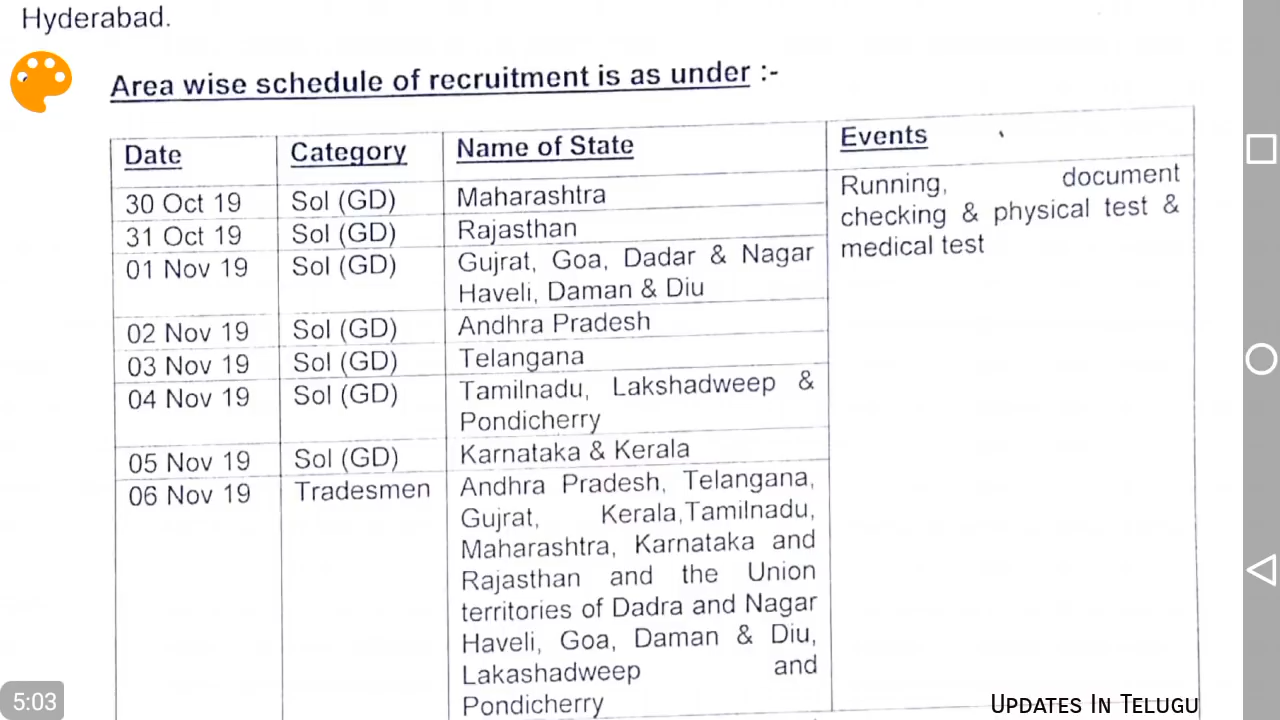 Hyderabad.
Area wise schedule of recruitment is as under :-
Date Category Name of State Events
30 Oct 19 Sol (GD) Maharashtra Running, document
checking & physical test &
medical test
31 Oct 19 Sol (GD) Rajasthan
01 Nov 19 Sol (GD) Gujrat, Goa, Dadar & Nagar
Haveli, Daman & Diu
02 Nov 19 Sol (GD) Andhra Pradesh
03 Nov 19 Sol (GD) Telangana
04 Nov 19 Sol (GD) Tamilnadu, Lakshadweep &
Pondicherry
05 Nov 19 Sol (GD) Karnataka & Kerala
06 Nov 19 Tradesmen Andhra Pradesh, Telangana,
Gujrat, Kerala,Tamilnadu,
Maharashtra, Karnataka and
Rajasthan and the Union
territories of Dadra and Nagar
Haveli, Goa, Daman & Diu,
Lakashadweep and
Pondicherry
5:03
UPDATES IN TELUGU